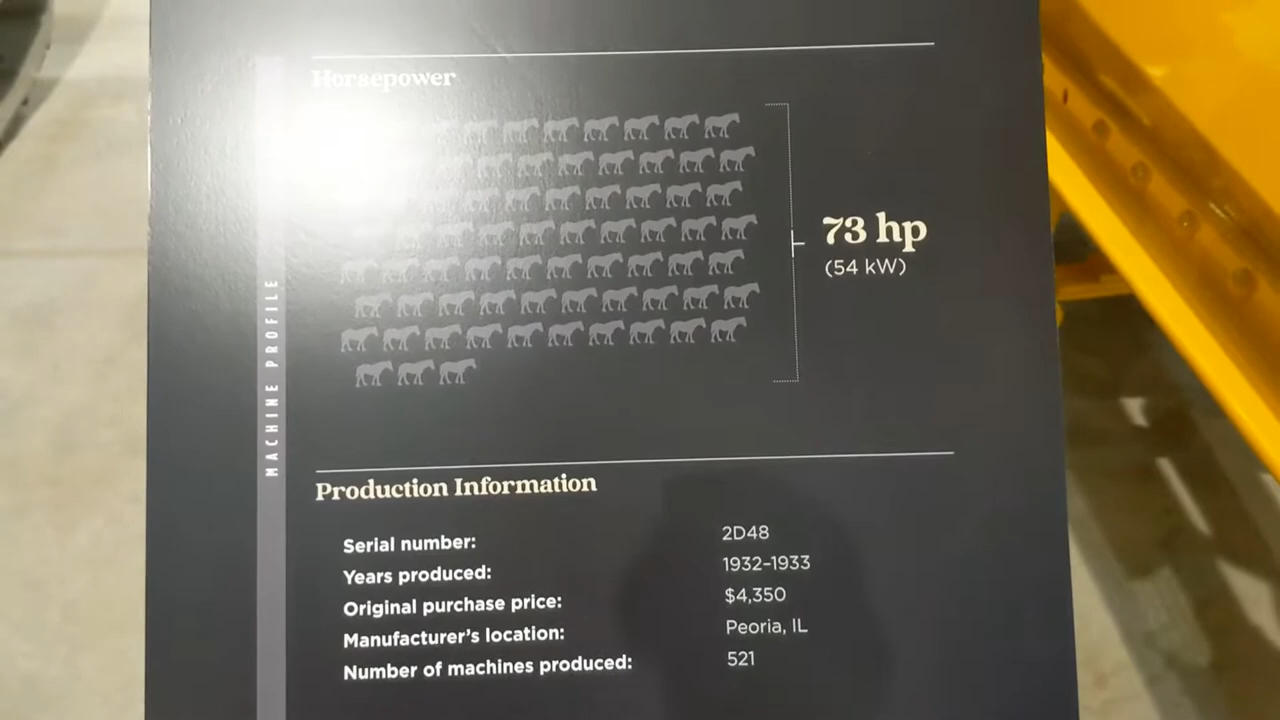 Horsepower
73 hp
(54 kW)
MACHINE PROFILE
Production Information
Serial number: 2D48
Years produced: 1932-1933
Original purchase price: $4,350
Manufacturer's location: Peoria, IL
Number of machines produced: 521